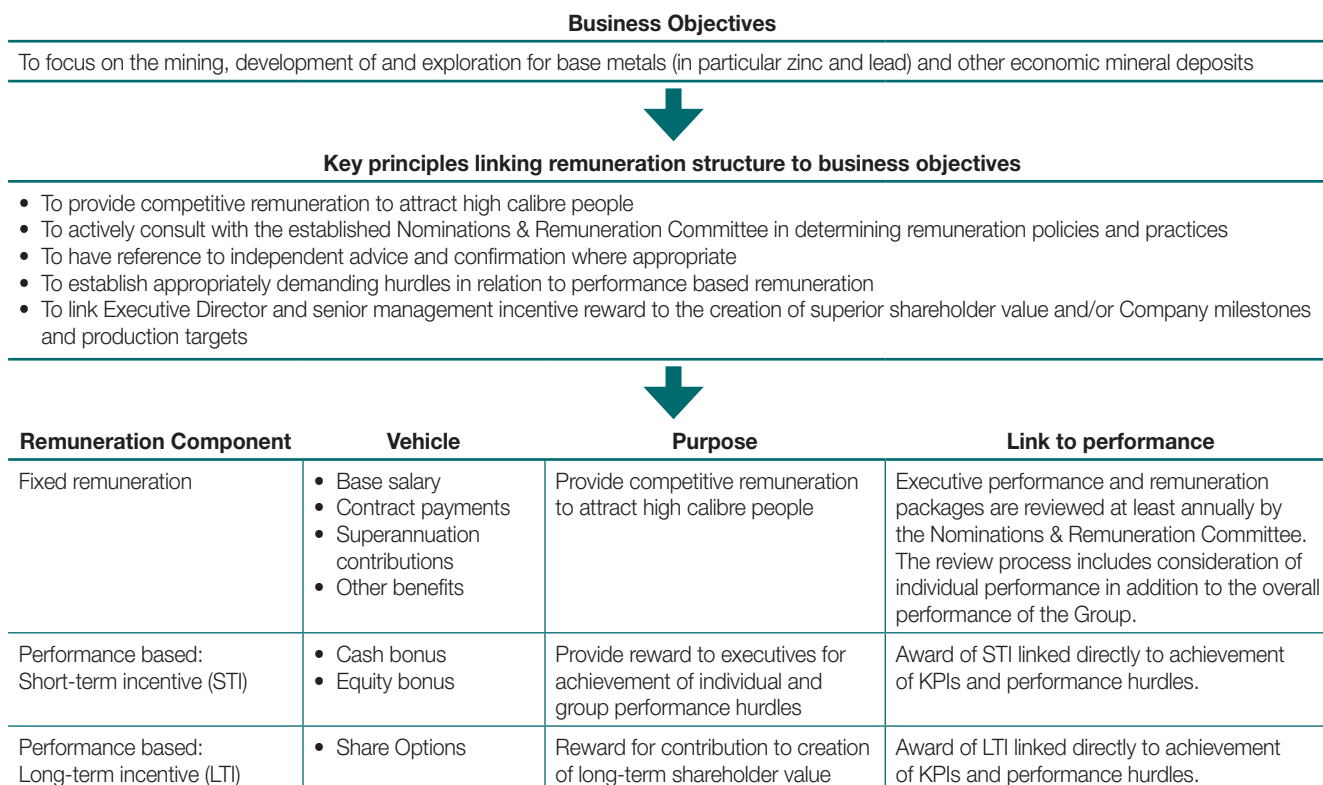 Business Objectives
To focus on the mining, development of and exploration for base metals (in particular zinc and lead) and other economic mineral deposits
Key principles linking remuneration structure to business objectives
• To provide competitive remuneration to attract high calibre people
• To actively consult with the established Nominations & Remuneration Committee in determining remuneration policies and practices
• To have reference to independent advice and confirmation where appropriate
• To establish appropriately demanding hurdles in relation to performance based remuneration
• To link Executive Director and senior management incentive reward to the creation of superior shareholder value and/or Company milestones
and production targets
Remuneration Component Vehicle Purpose Link to performance
Fixed remuneration
• Base salary
• Contract payments
• Superannuation
contributions
• Other benefits
Provide competitive remuneration
to attract high calibre people
Executive performance and remuneration
packages are reviewed at least annually by
the Nominations & Remuneration Committee.
The review process includes consideration of
individual performance in addition to the overall
performance of the Group.
Performance based:
Short-term incentive (STI)
• Cash bonus
• Equity bonus
Provide reward to executives for
achievement of individual and
group performance hurdles
Award of STI linked directly to achievement
of KPIs and performance hurdles.
Performance based:
Long-term incentive (LTI)
• Share Options
Reward for contribution to creation
of long-term shareholder value
Award of LTI linked directly to achievement
of KPIs and performance hurdles.